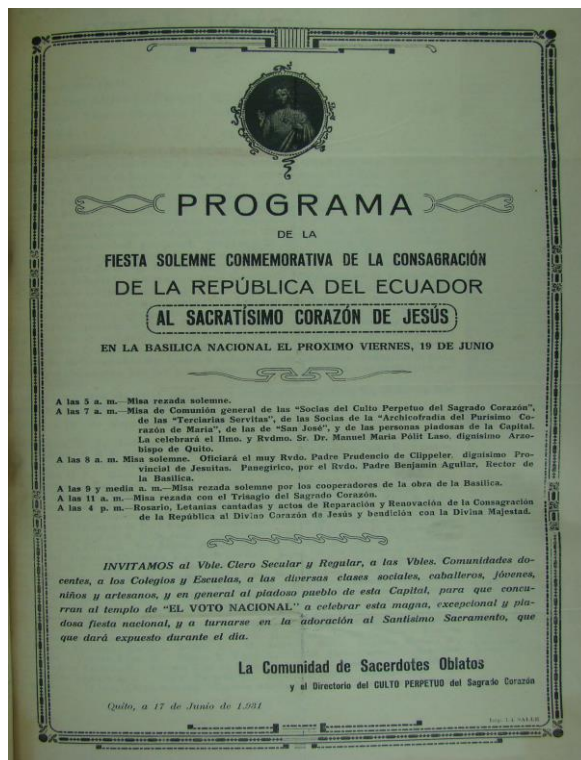 PROGRAMA
DE LA
FIESTA SOLEMNE CONMEMORATIVA DE LA CONSAGRACIÓN
DE LA REPÚBLICA DEL ECUADOR
AL SACRATÍSIMO CORAZÓN DE JESÚS
EN LA BASILICA NACIONAL EL PROXIMO VIERNES, 19 DE JUNIO
A las 5 a. m.—Misa rezada solemne.
A las 7 a. m.—Misa de Comunión general de las "Socias del Culto Perpetuo del Sagrado Corazón",
de las "Terciarias Servitas", de las Socias de la "Archicofradía del Purísimo Co-
razón de María", de las de "San José", y de las personas piadosas de la Capital.
La celebrará el Ilmo. y Rvdmo. Sr. Dr. Manuel María Pólit Laso, dignísimo Arzo-
bispo de Quito.
A las 8 a. m. Misa solemne. Oficiará el muy Rvdo. Padre Prudencio de Clippeler, dignísimo Pro-
vincial de Jesuitas. Panegírico, por el Rvdo. Padre Benjamín Aguilar, Rector de
la Basílica.
A las 9 y media a. m.—Misa rezada solemne por los cooperadores de la obra de la Basílica.
A las 11 a. m.—Misa rezada con el Trisagio del Sagrado Corazón.
A las 4 p. m.—Rosario, Letanías cantadas y actos de Reparación y Renovación de la Consagración
de la República al Divino Corazón de Jesús y bendición con la Divina Majestad.
INVITAMOS al Vble. Clero Secular y Regular, a las Vbles. Comunidades do-
centes, a los Colegios y Escuelas, a las diversas clases sociales, caballeros, jóvenes,
niños y artesanos, y en general al piadoso pueblo de esta Capital, para que concu-
rran al templo de "EL VOTO NACIONAL" a celebrar esta magna, excepcional y pia-
dosa fiesta nacional, y a turnarse en la adoración al Santísimo Sacramento, que
que dará expuesto durante el día.
La Comunidad de Sacerdotes Oblatos
y el Directorio del CULTO PERPETUO del Sagrado Corazón
Quito, a 17 de Junio de 1.931
Imp.